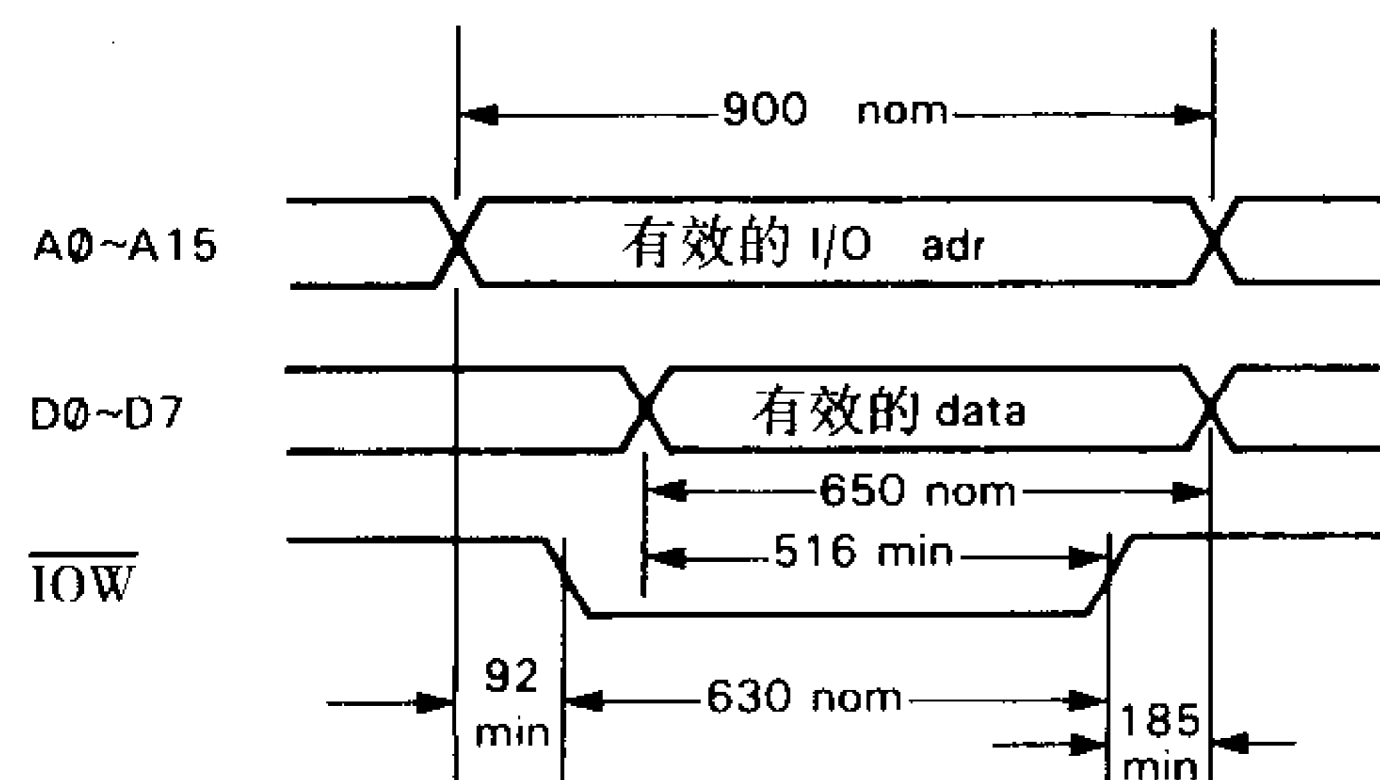 900 nom
A0~A15
有效的 I/O adr
D0~D7
有效的 data
650 nom
516 min
IOW
92
min
630 nom
185
min